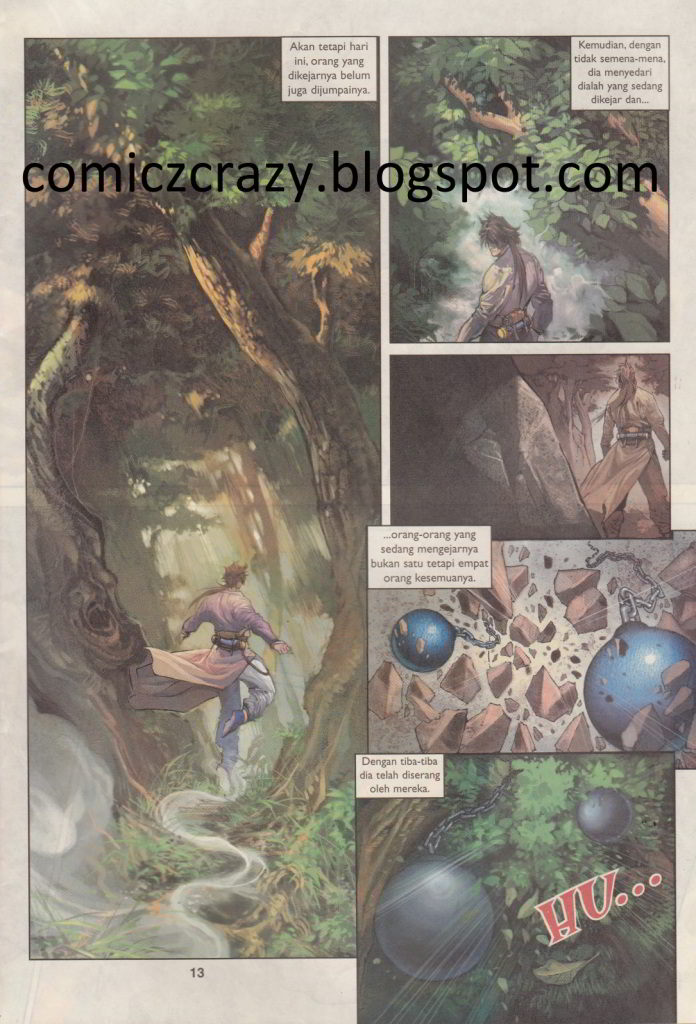 Akan tetapi hari
ini, orang yang
dikejarnya belum
juga dijumpainya.
Kemudian, dengan
tidak semena-mena,
dia menyedari
dialah yang sedang
dikejar dan...
comiczcrazy.blogspot.com
...orang-orang yang
sedang mengejarnya
bukan satu tetapi empat
orang kesemuanya.
Dengan tiba-tiba
dia telah diserang
oleh mereka.
HU...
13